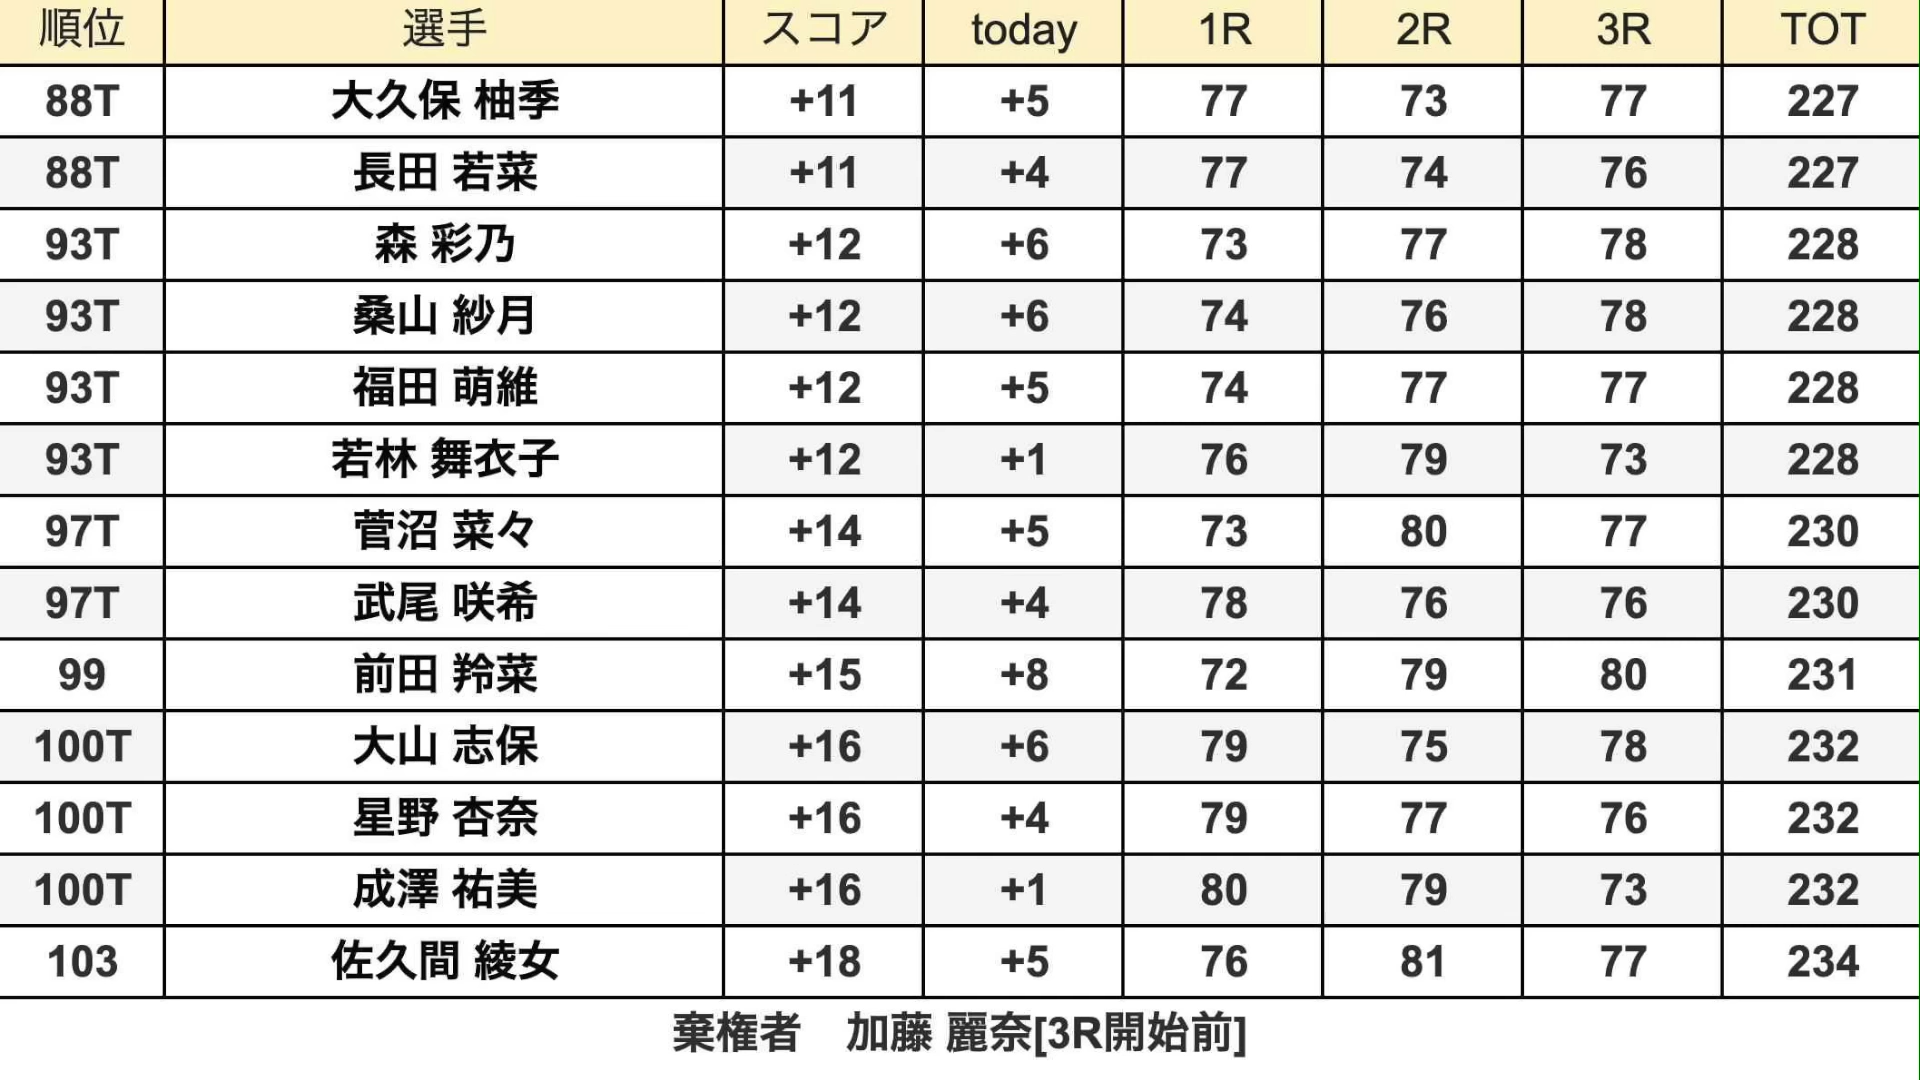 順位 選手 スコア today 1R 2R 3R TOT
88T 大久保 柚季 +11 +5 77 73 77 227
88T 長田 若菜 +11 +4 77 74 76 227
93T 森 彩乃 +12 +6 73 77 78 228
93T 桑山 紗月 +12 +6 74 76 78 228
93T 福田 萌維 +12 +5 74 77 77 228
93T 若林 舞衣子 +12 +1 76 79 73 228
97T 菅沼 菜々 +14 +5 73 80 77 230
97T 武尾 咲希 +14 +4 78 76 76 230
99 前田 羚菜 +15 +8 72 79 80 231
100T 大山 志保 +16 +6 79 75 78 232
100T 星野 杏奈 +16 +4 79 77 76 232
100T 成澤 祐美 +16 +1 80 79 73 232
103 佐久間 綾女 +18 +5 76 81 77 234
棄権者　加藤 麗奈[3R開始前]